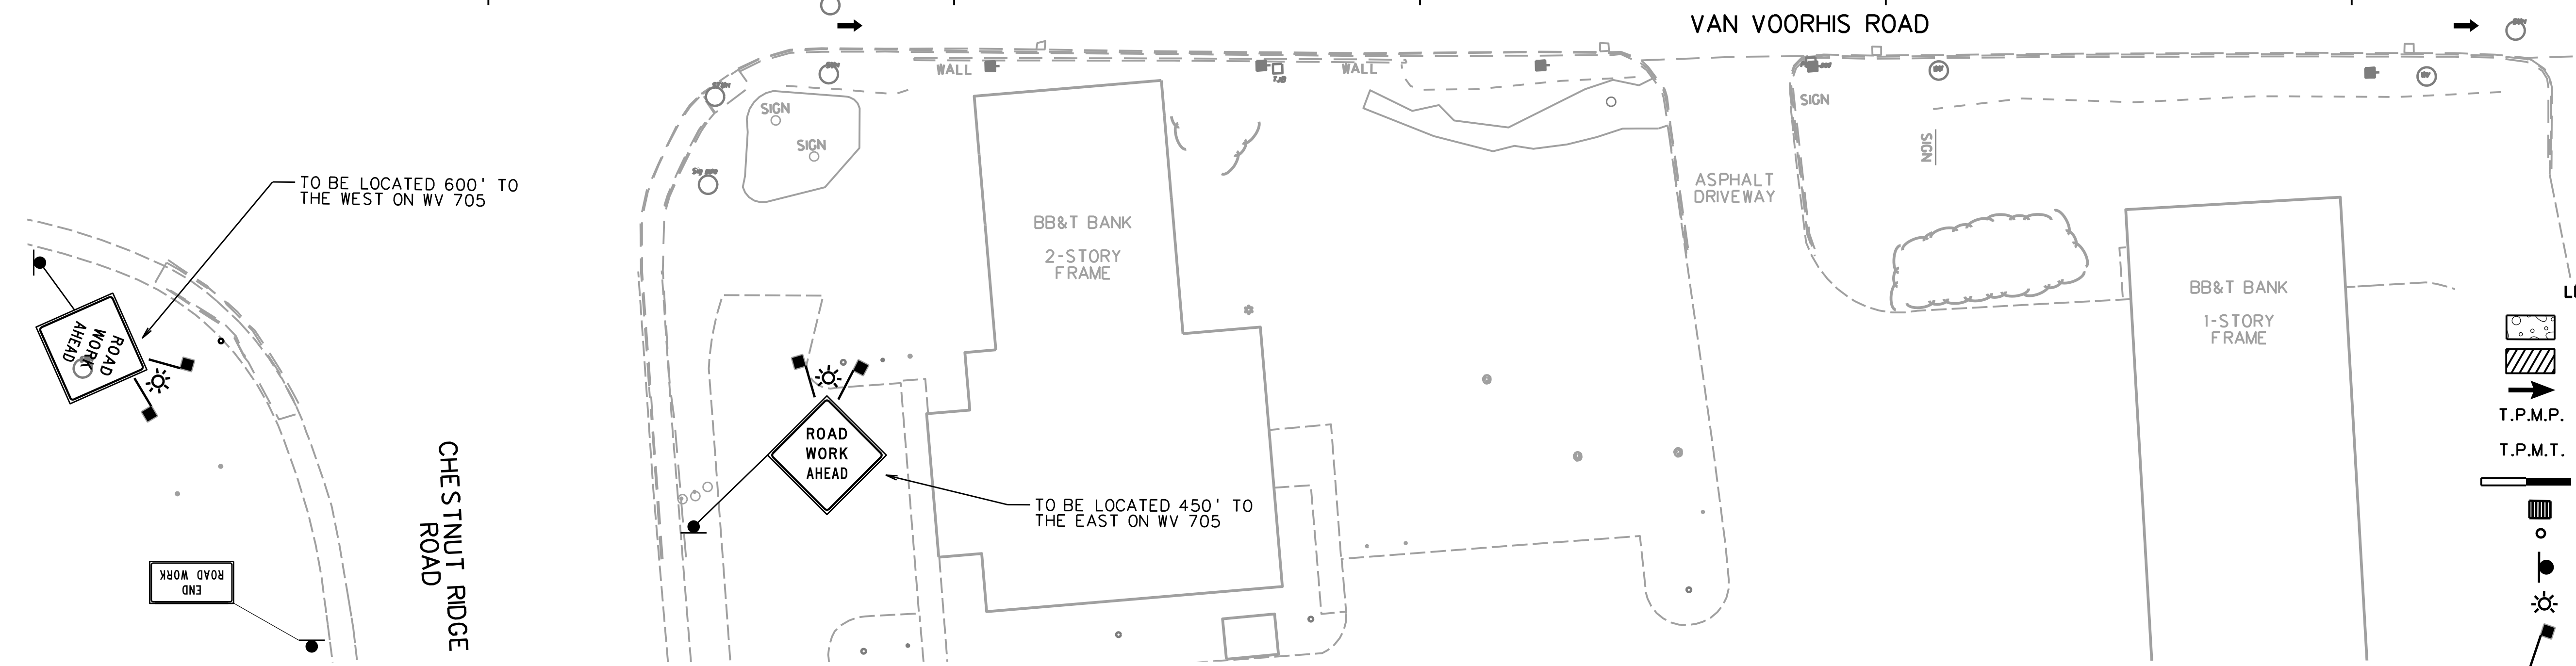 VAN VOORHIS ROAD
WALL
WALL
SIGN
SIGN
SIGN
SIGN
TO BE LOCATED 600' TO
THE WEST ON WV 705
ASPHALT
DRIVEWAY
BB&T BANK
2-STORY
FRAME
BB&T BANK
1-STORY
FRAME
ROAD
WORK
AHEAD
ROAD
WORK
AHEAD
TO BE LOCATED 450' TO
THE EAST ON WV 705
CHESTNUT RIDGE
ROAD
END
ROAD WORK
T.P.M.P.
T.P.M.T.